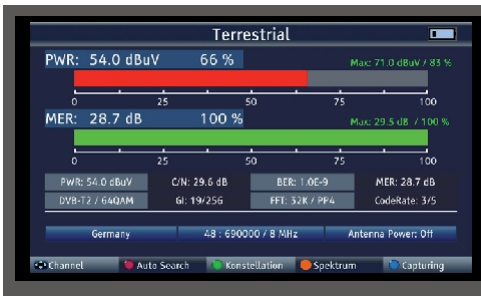 Terrestrial
PWR: 54.0 dBuV 66 % Max: 71.0 dBuV / 83 %
0 25 50 75 100
MER: 28.7 dB 100 % Max: 29.5 dB / 100 %
0 25 50 75 100
PWR: 54.0 dBuV C/N: 29.6 dB BER: 1.0E-9 MER: 28.7 dB
DVB-T2 / 64QAM GI: 19/256 FFT: 32K / PP4 CodeRate: 3/5
Germany 48 : 690000 / 8 MHz Antenna Power: Off
Channel Auto Search Konstellation Spektrum Capturing